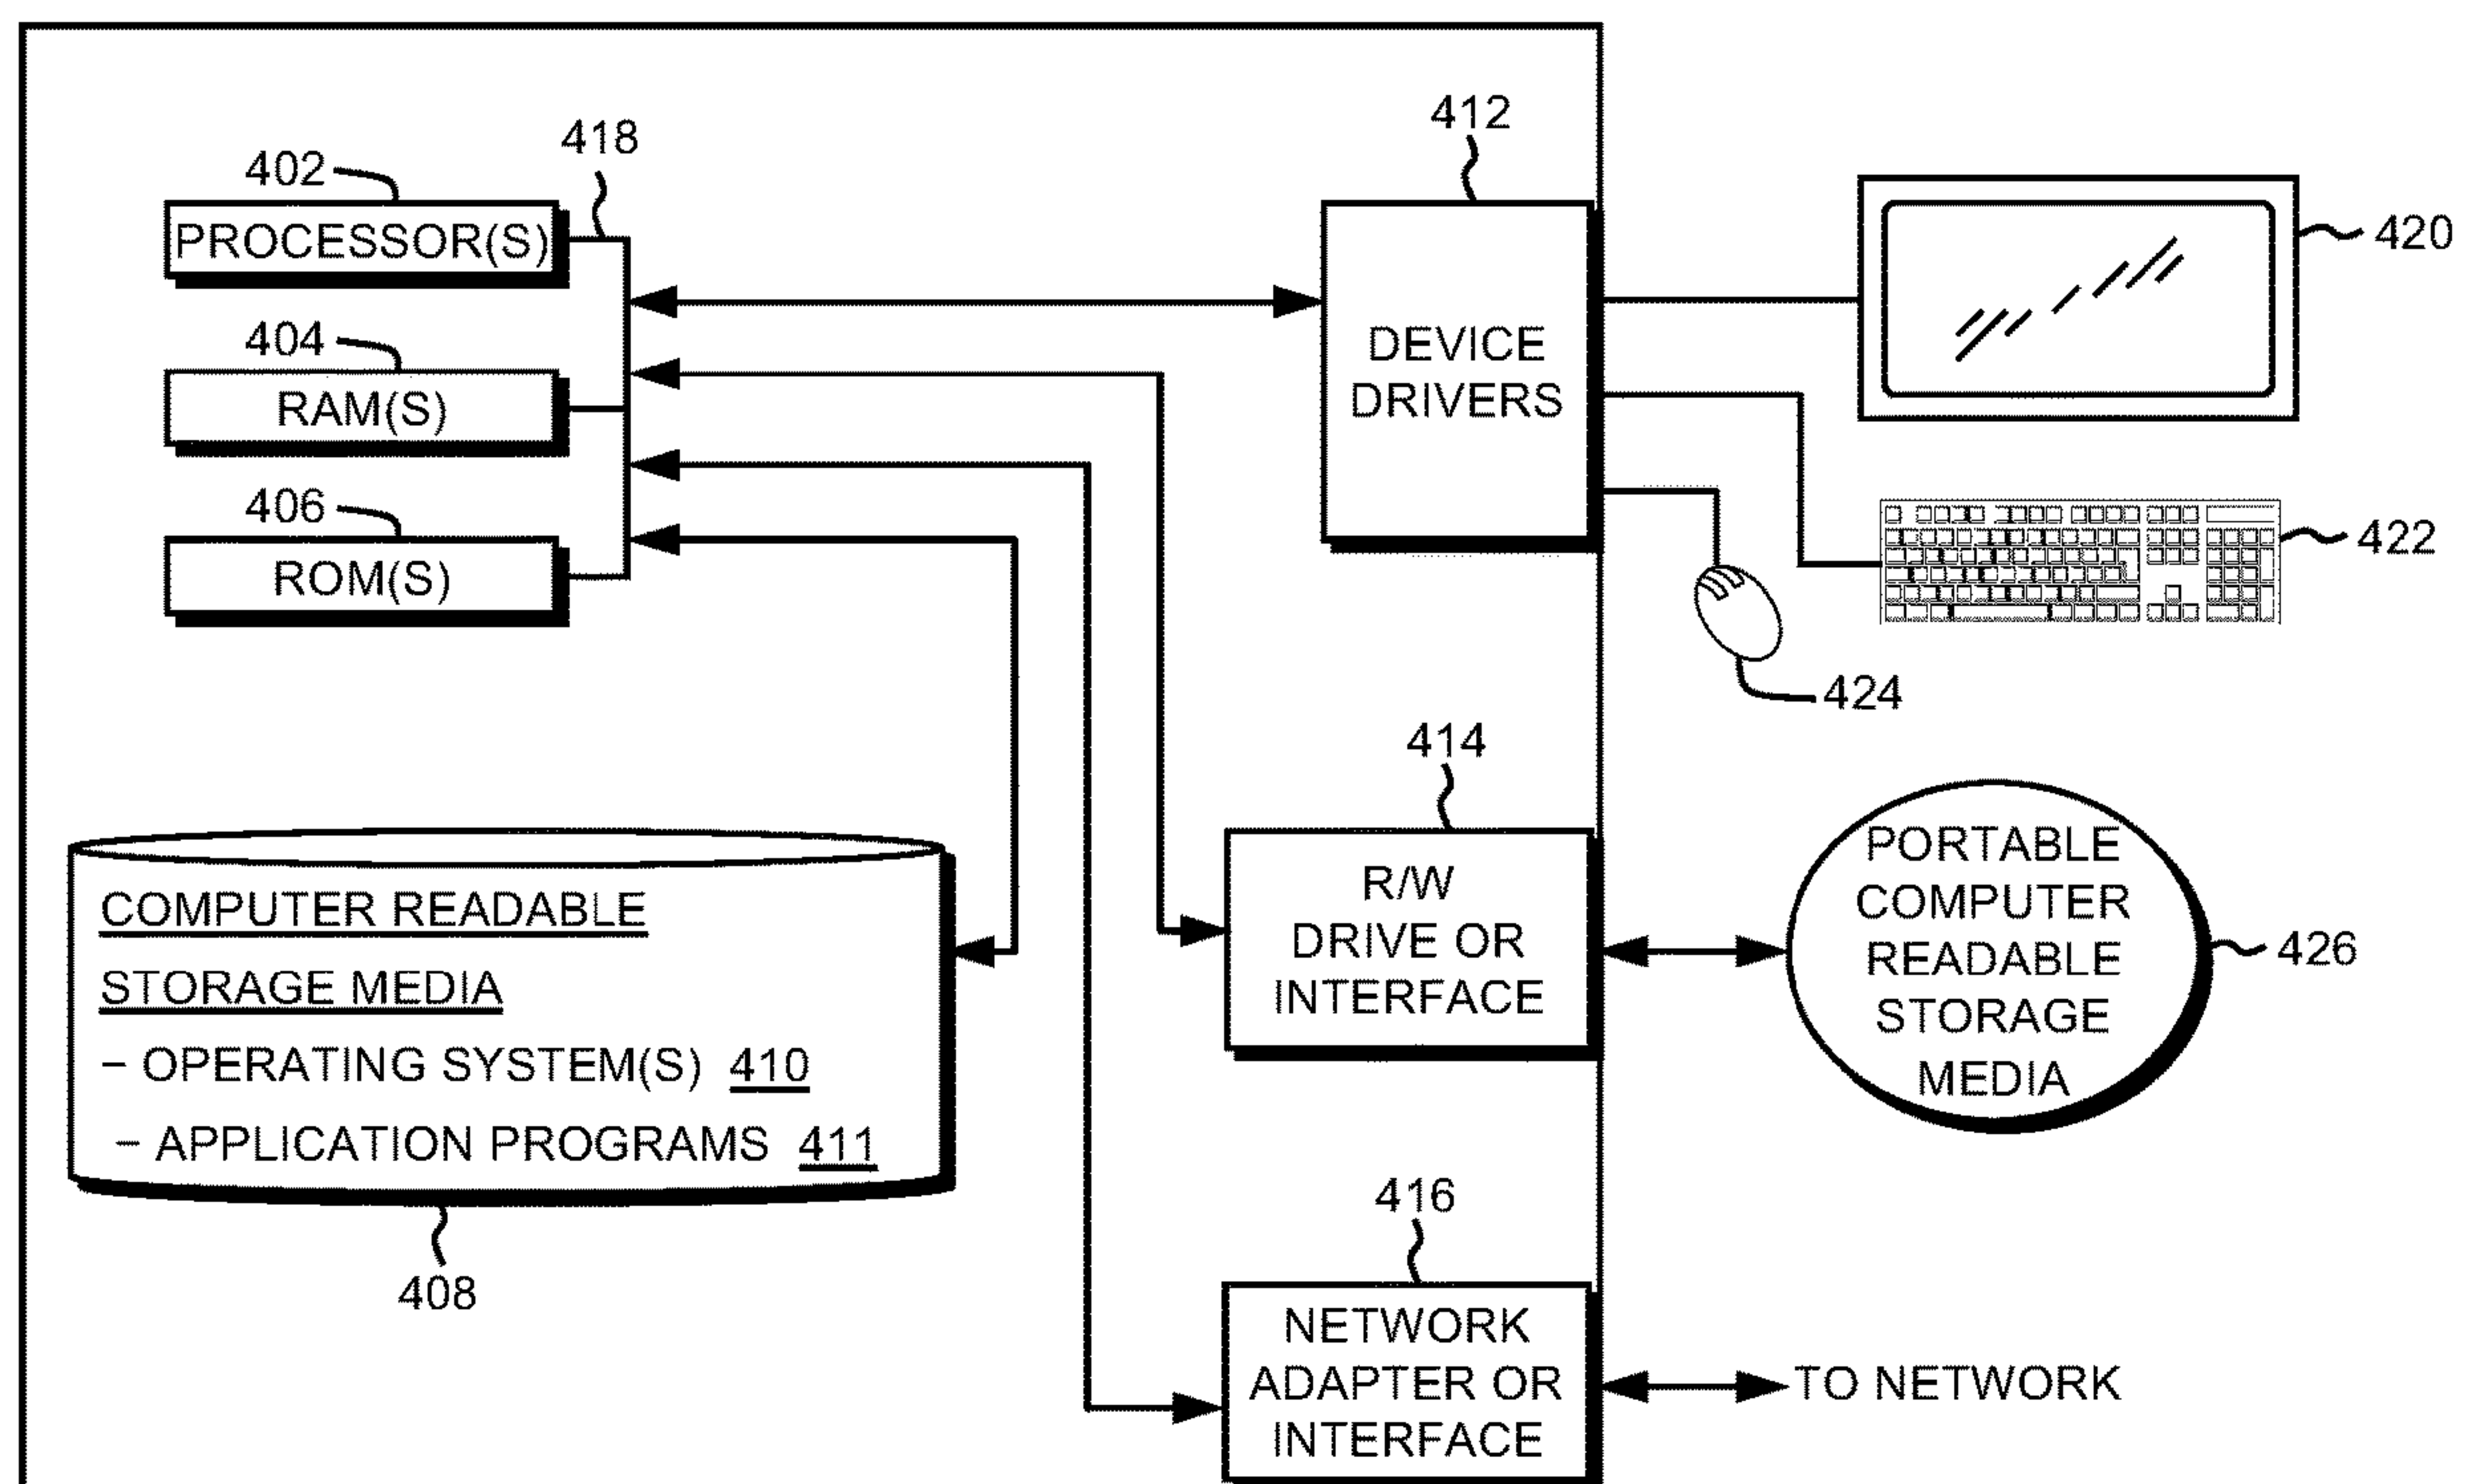 418
402
PROCESSOR(S)
404
RAM(S)
406
ROM(S)
412
DEVICE
DRIVERS
420
422
424
COMPUTER READABLE
STORAGE MEDIA
– OPERATING SYSTEM(S) 410
– APPLICATION PROGRAMS 411
408
414
R/W
DRIVE OR
INTERFACE
PORTABLE
COMPUTER
READABLE
STORAGE
MEDIA
426
416
NETWORK
ADAPTER OR
INTERFACE
TO NETWORK